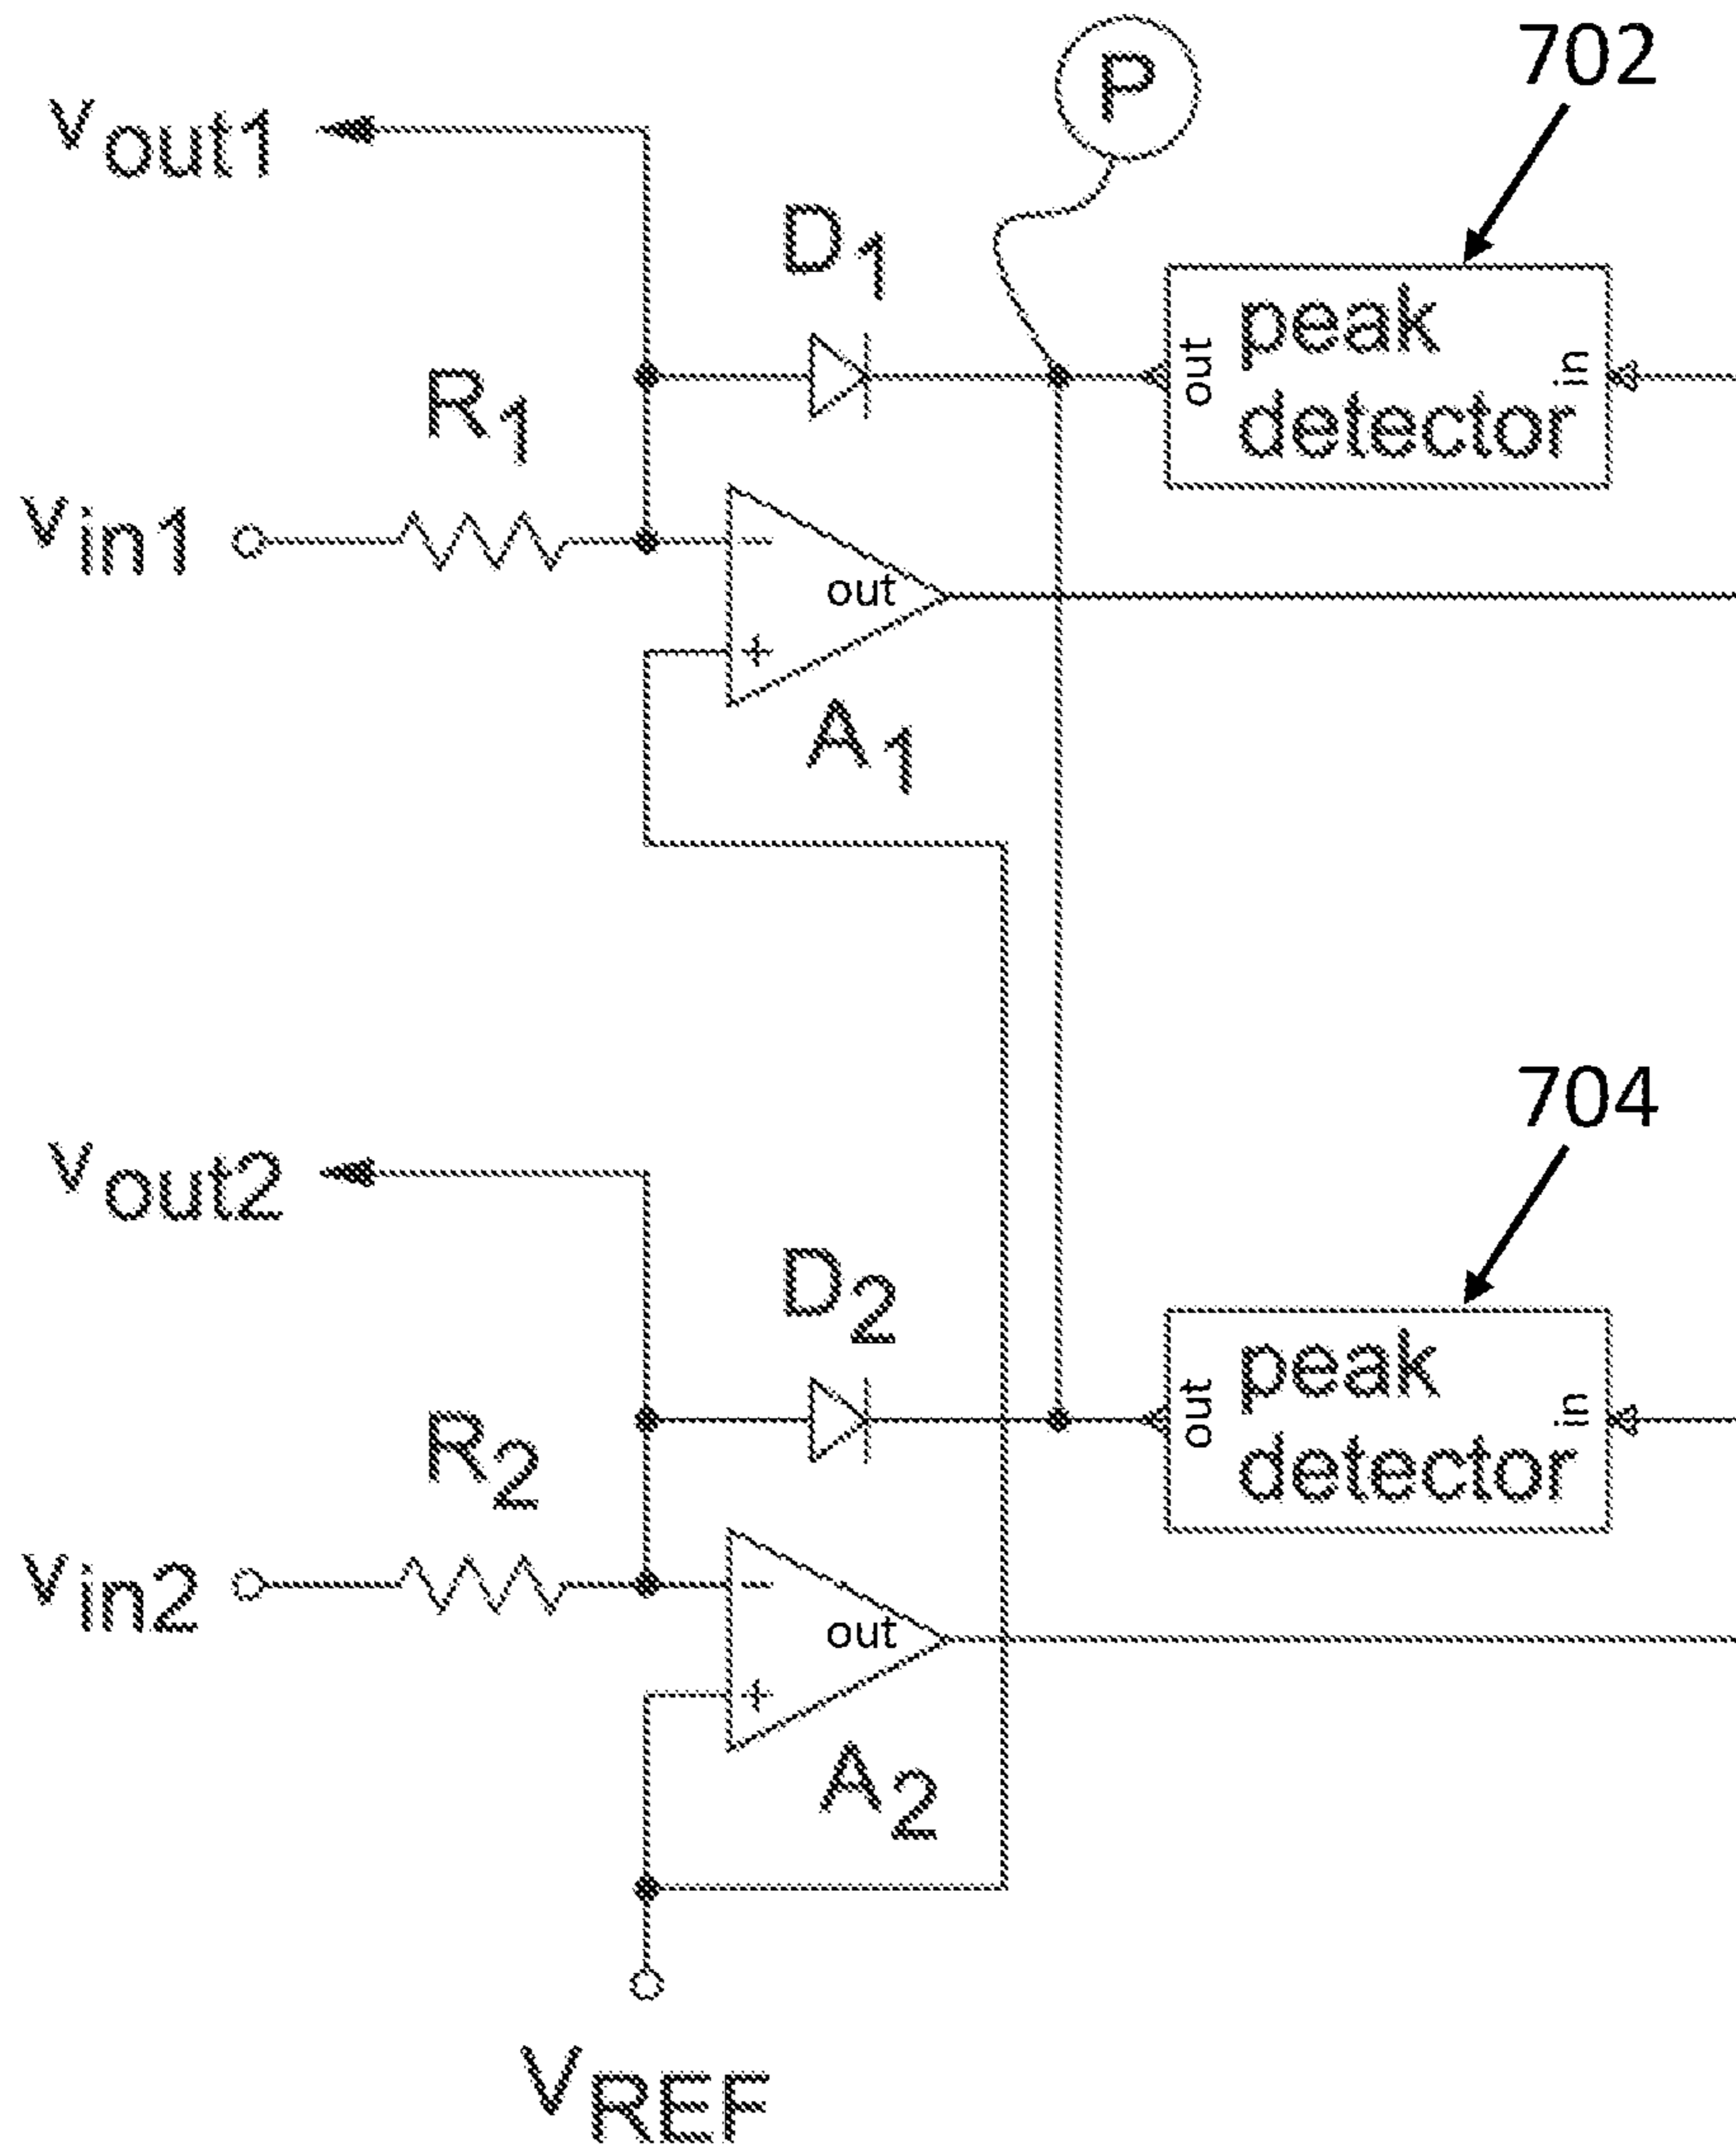 702
P
vout1
D1
peak
detector
out
in
R1
vin1
−
out
+
A1
704
vout2
D2
peak
detector
out
in
R2
vin2
−
out
+
A2
VREF